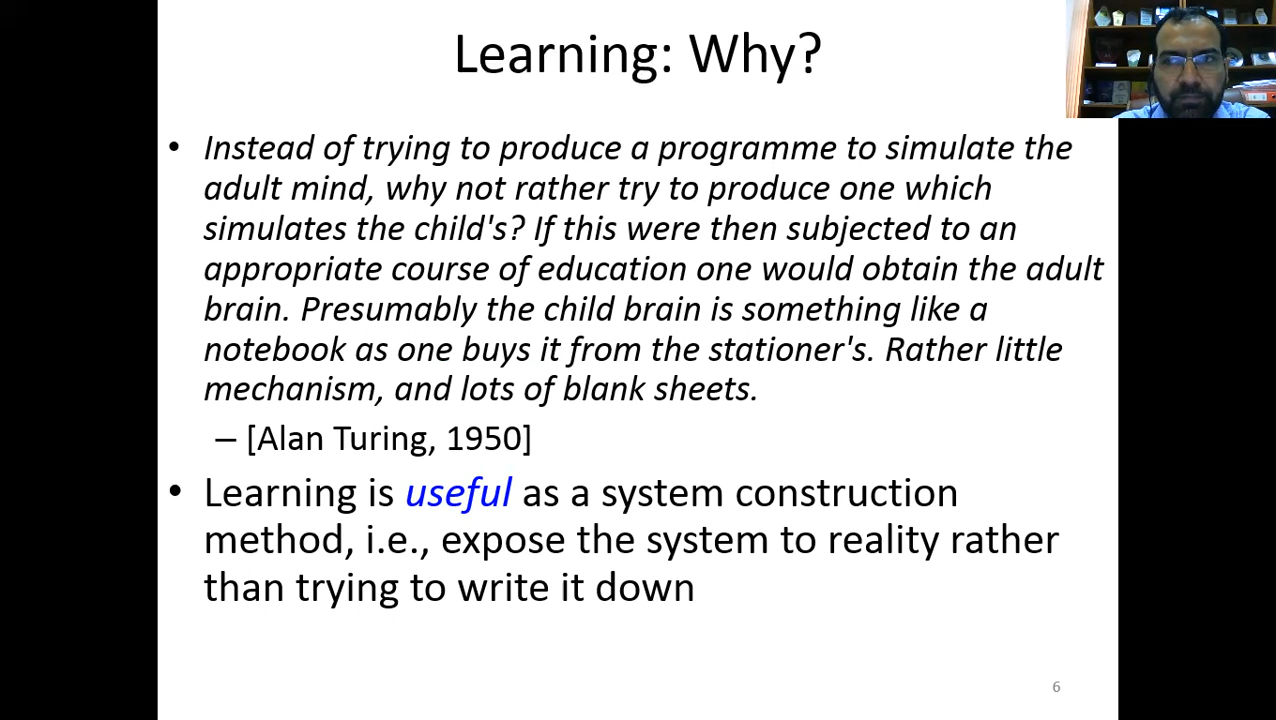 Learning: Why?
• Instead of trying to produce a programme to simulate the
adult mind, why not rather try to produce one which
simulates the child's? If this were then subjected to an
appropriate course of education one would obtain the adult
brain. Presumably the child brain is something like a
notebook as one buys it from the stationer's. Rather little
mechanism, and lots of blank sheets.
– [Alan Turing, 1950]
• Learning is useful as a system construction
method, i.e., expose the system to reality rather
than trying to write it down
6